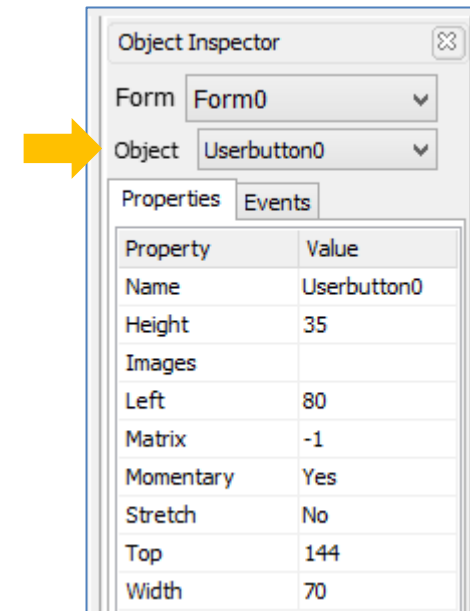 Object Inspector
Form Form0
Object Userbutton0
Properties Events
Property Value
Name Userbutton0
Height 35
Images
Left 80
Matrix -1
Momentary Yes
Stretch No
Top 144
Width 70